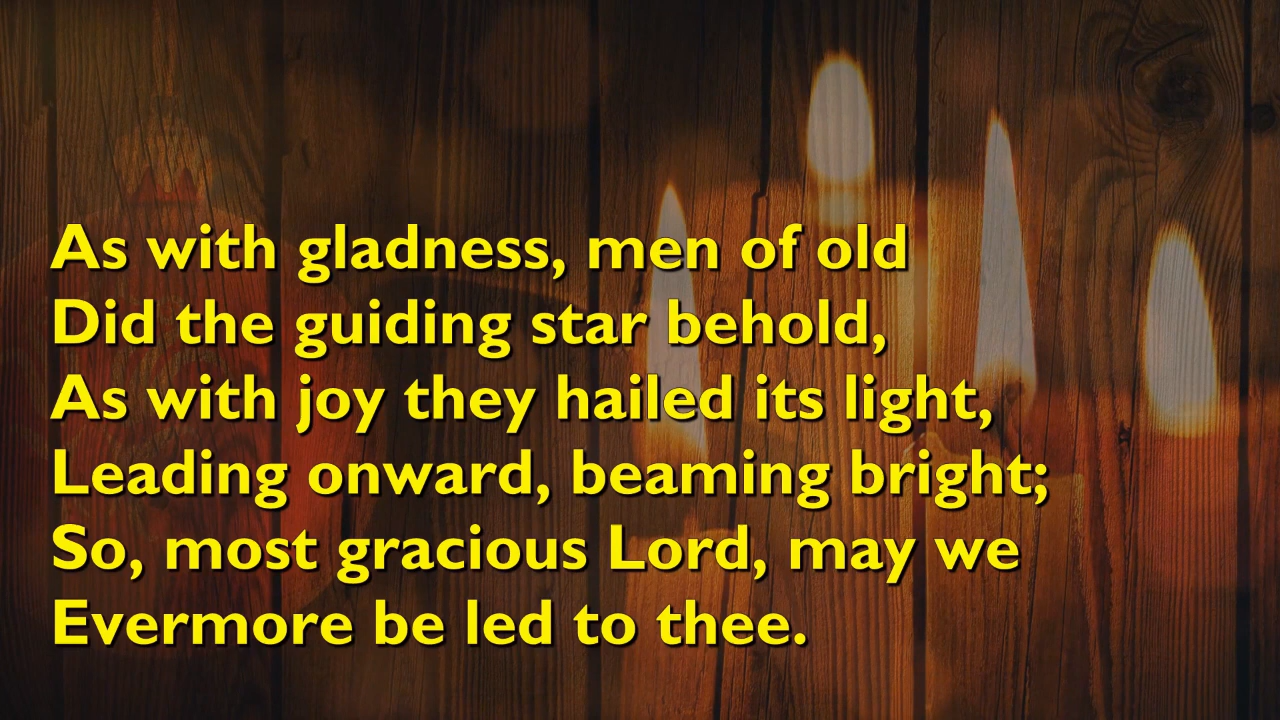 As with gladness, men of old
Did the guiding star behold,
As with joy they hailed its light,
Leading onward, beaming bright;
So, most gracious Lord, may we
Evermore be led to thee.